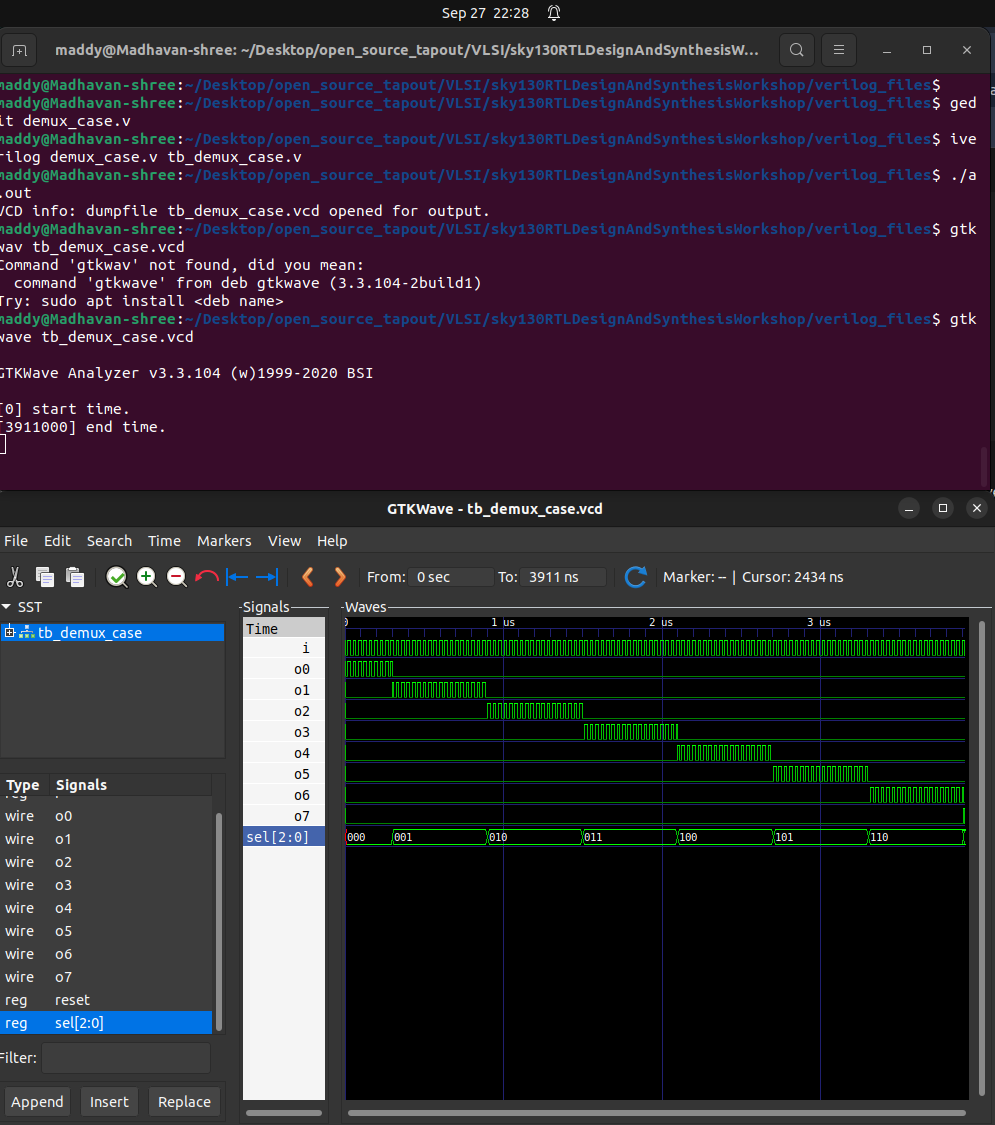 Sep 27 22:28
maddy@Madhavan-shree: ~/Desktop/open_source_tapout/VLSI/sky130RTLDesignAndSynthesisW...
maddy@Madhavan-shree:~/Desktop/open_source_tapout/VLSI/sky130RTLDesignAndSynthesisWorkshop/verilog_files$
maddy@Madhavan-shree:~/Desktop/open_source_tapout/VLSI/sky130RTLDesignAndSynthesisWorkshop/verilog_files$ ged
it demux_case.v
maddy@Madhavan-shree:~/Desktop/open_source_tapout/VLSI/sky130RTLDesignAndSynthesisWorkshop/verilog_files$ ive
rilog demux_case.v tb_demux_case.v
maddy@Madhavan-shree:~/Desktop/open_source_tapout/VLSI/sky130RTLDesignAndSynthesisWorkshop/verilog_files$ ./a
.out
VCD info: dumpfile tb_demux_case.vcd opened for output.
maddy@Madhavan-shree:~/Desktop/open_source_tapout/VLSI/sky130RTLDesignAndSynthesisWorkshop/verilog_files$ gtk
wav tb_demux_case.vcd
Command 'gtkwav' not found, did you mean:
command 'gtkwave' from deb gtkwave (3.3.104-2build1)
Try: sudo apt install <deb name>
maddy@Madhavan-shree:~/Desktop/open_source_tapout/VLSI/sky130RTLDesignAndSynthesisWorkshop/verilog_files$ gtk
wave tb_demux_case.vcd
GTKWave Analyzer v3.3.104 (w)1999-2020 BSI
[0] start time.
[3911000] end time.
GTKWave - tb_demux_case.vcd
File Edit Search Time Markers View Help
From: 0 sec To: 3911 ns Marker: -- | Cursor: 2434 ns
SST
tb_demux_case
Type Signals
wire o0
wire o1
wire o2
wire o3
wire o4
wire o5
wire o6
wire o7
reg reset
reg sel[2:0]
Filter:
Append Insert Replace
Signals
Time
i
o0
o1
o2
o3
o4
o5
o6
o7
sel[2:0]
Waves
0 1 us 2 us 3 us
000 001 010 011 100 101 110